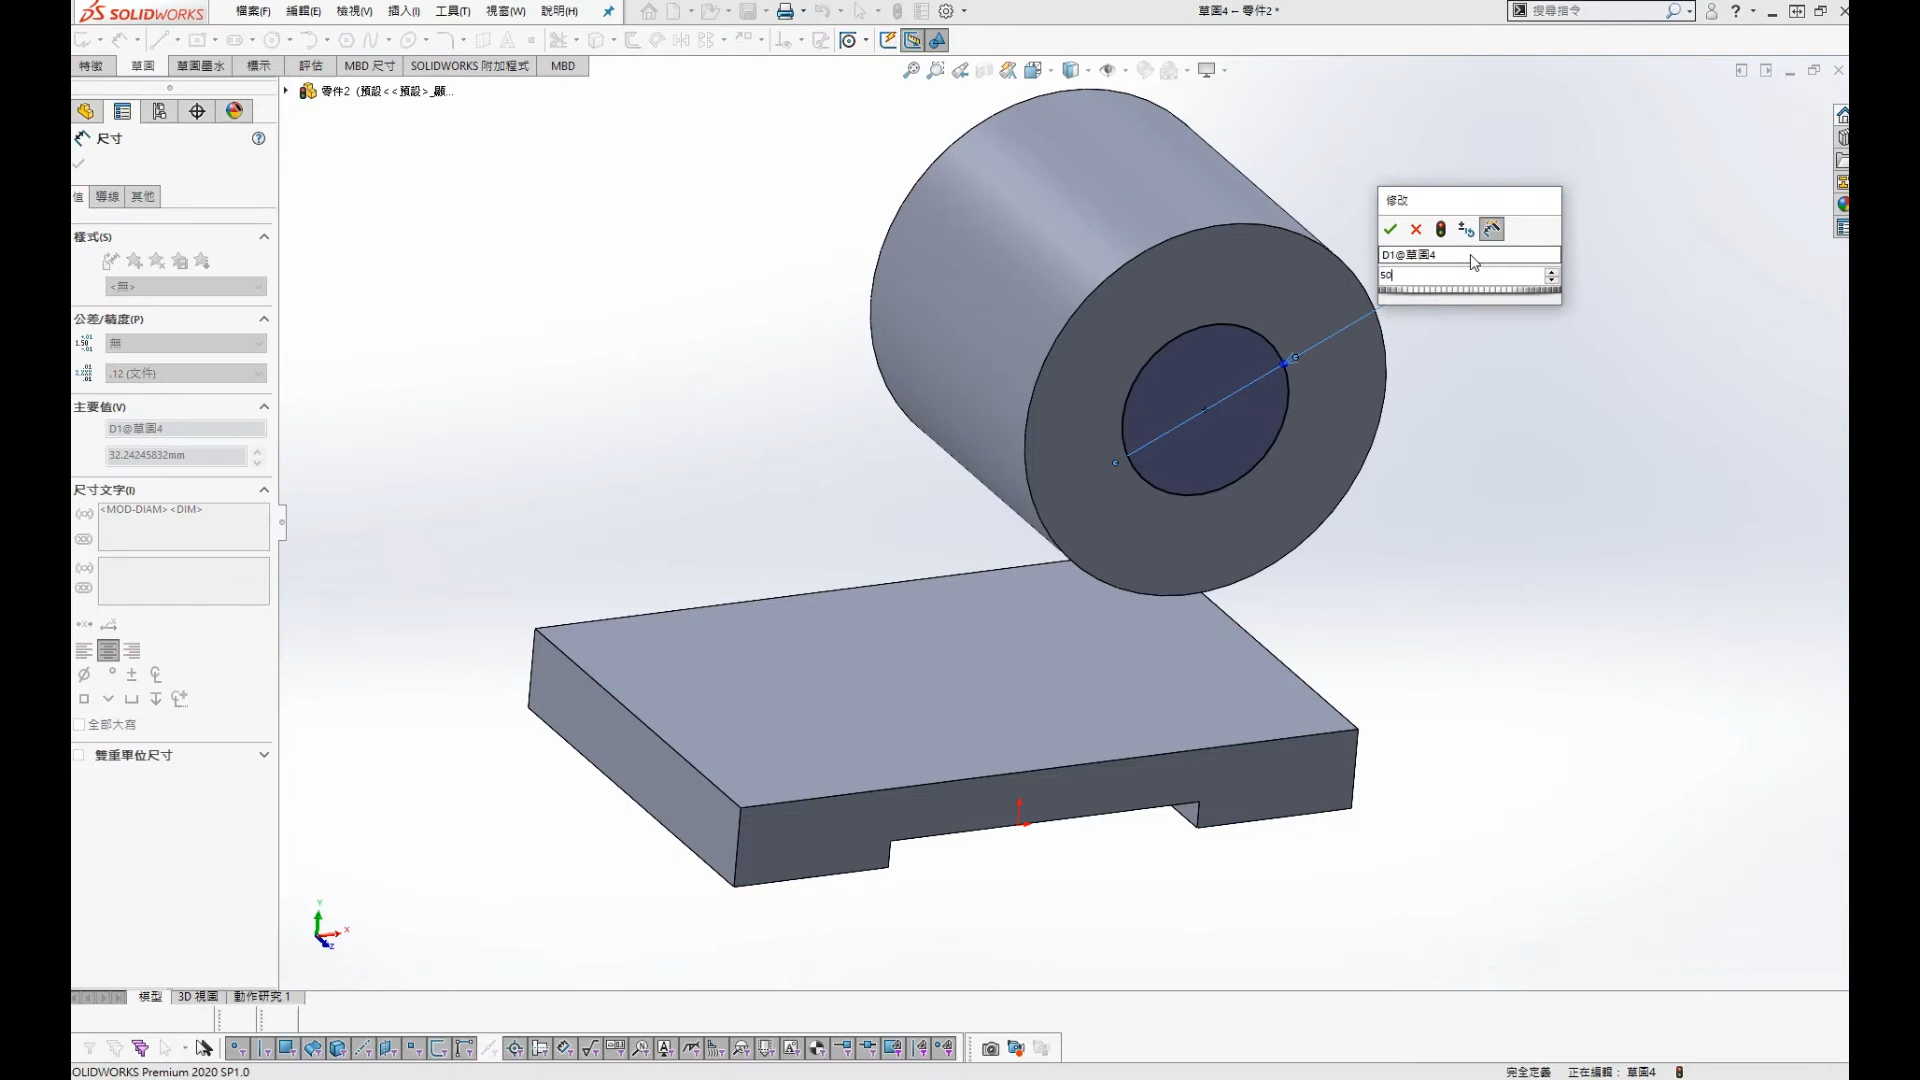 SOLIDWORKS
檔案(F) 編輯(E) 檢視(V) 插入(I) 工具(T) 視窗(W) 說明(H)
草圖4 ← 零件2 *
搜尋指令
特徵 草圖 草圖墨水 標示 評估 MBD 尺寸 SOLIDWORKS 附加程式 MBD
零件2 (預設<<預設>_顯...
尺寸
值 導線 其他
樣式(S)
<無>
公差/精度(P)
無
.12 (文件)
主要值(V)
D1@草圖4
32.24245832mm
尺寸文字(I)
<MOD-DIAM><DIM>
全部大寫
雙重單位尺寸
修改
D1@草圖4
50
Y
X
Z
模型 3D 視圖 動作研究 1
OLIDWORKS Premium 2020 SP1.0
完全定義 正在編輯： 草圖4